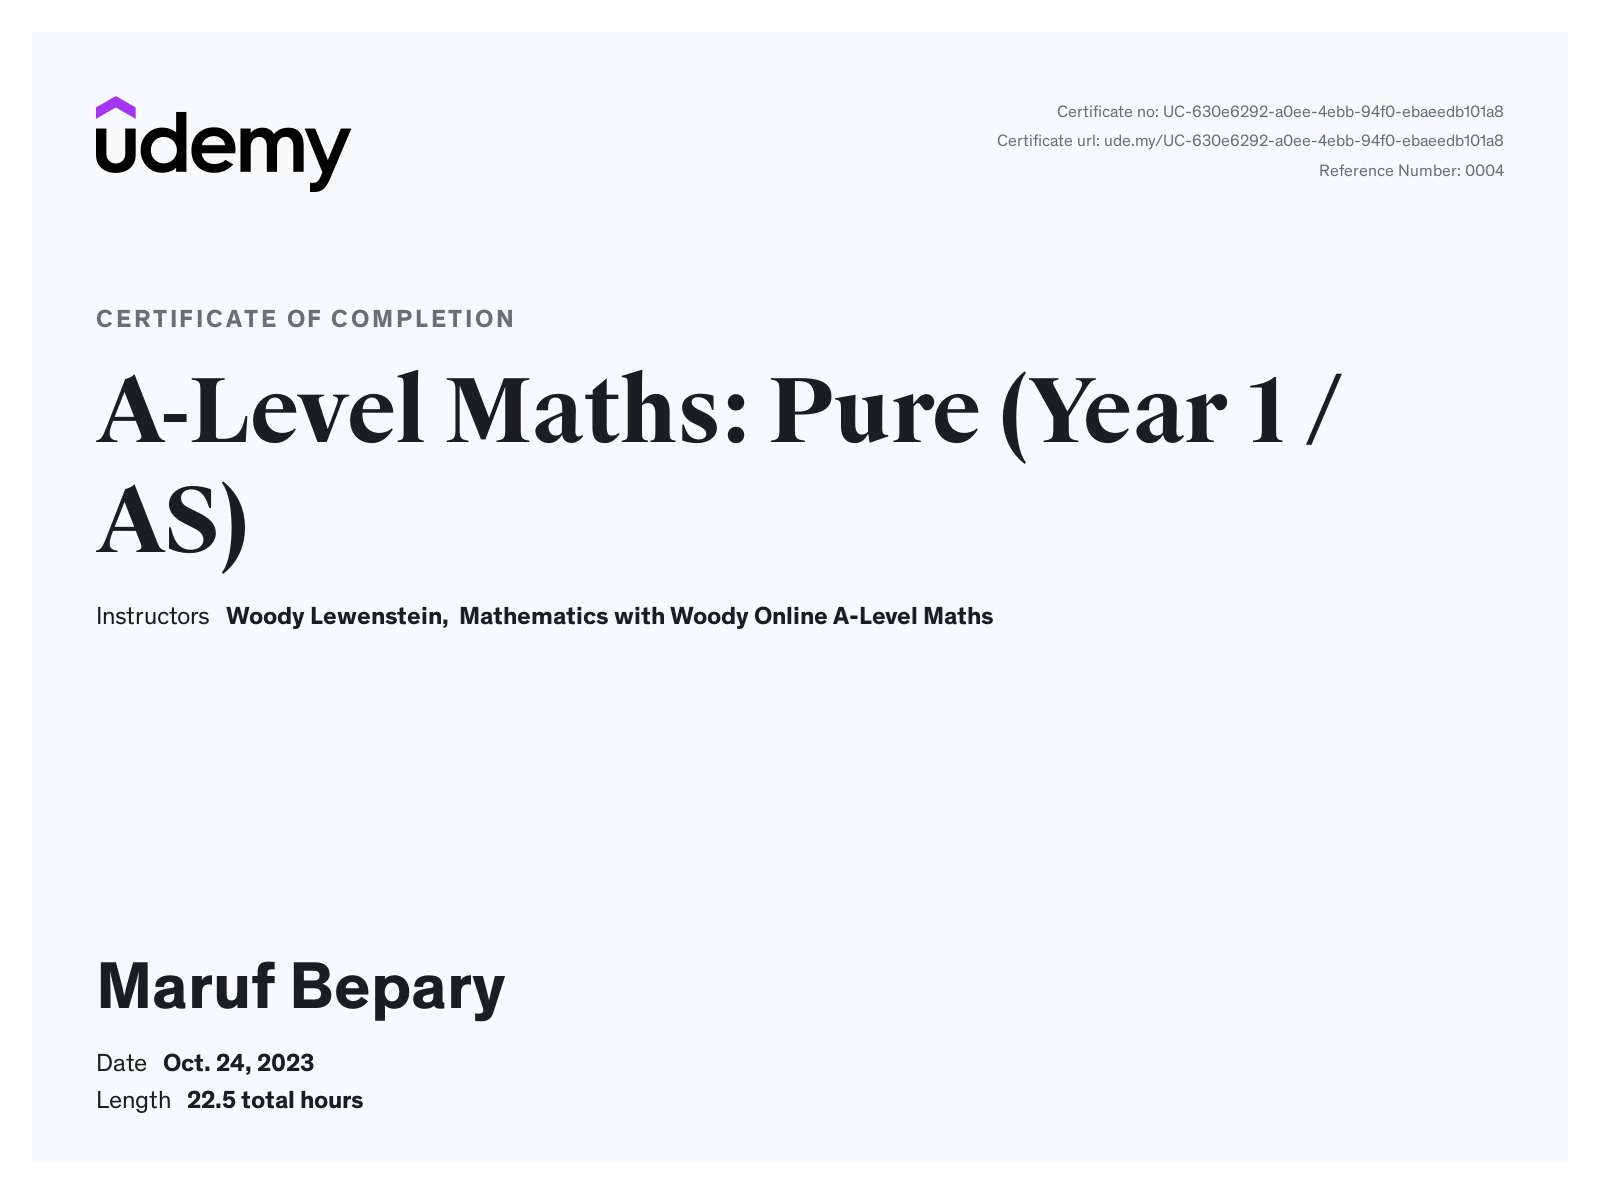 udemy
Certificate no: UC-630e6292-a0ee-4ebb-94f0-ebaeedb101a8
Certificate url: ude.my/UC-630e6292-a0ee-4ebb-94f0-ebaeedb101a8
Reference Number: 0004
CERTIFICATE OF COMPLETION
A-Level Maths: Pure (Year 1 /
AS)
Instructors Woody Lewenstein, Mathematics with Woody Online A-Level Maths
Maruf Bepary
Date Oct. 24, 2023
Length 22.5 total hours